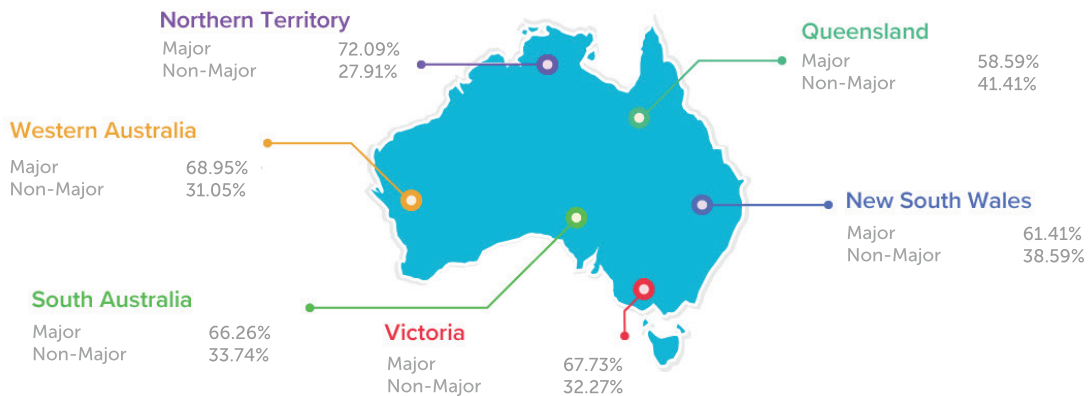 Northern Territory
Major 72.09%
Non-Major 27.91%
Queensland
Major 58.59%
Non-Major 41.41%
Western Australia
Major 68.95%
Non-Major 31.05%
New South Wales
Major 61.41%
Non-Major 38.59%
South Australia
Major 66.26%
Non-Major 33.74%
Victoria
Major 67.73%
Non-Major 32.27%